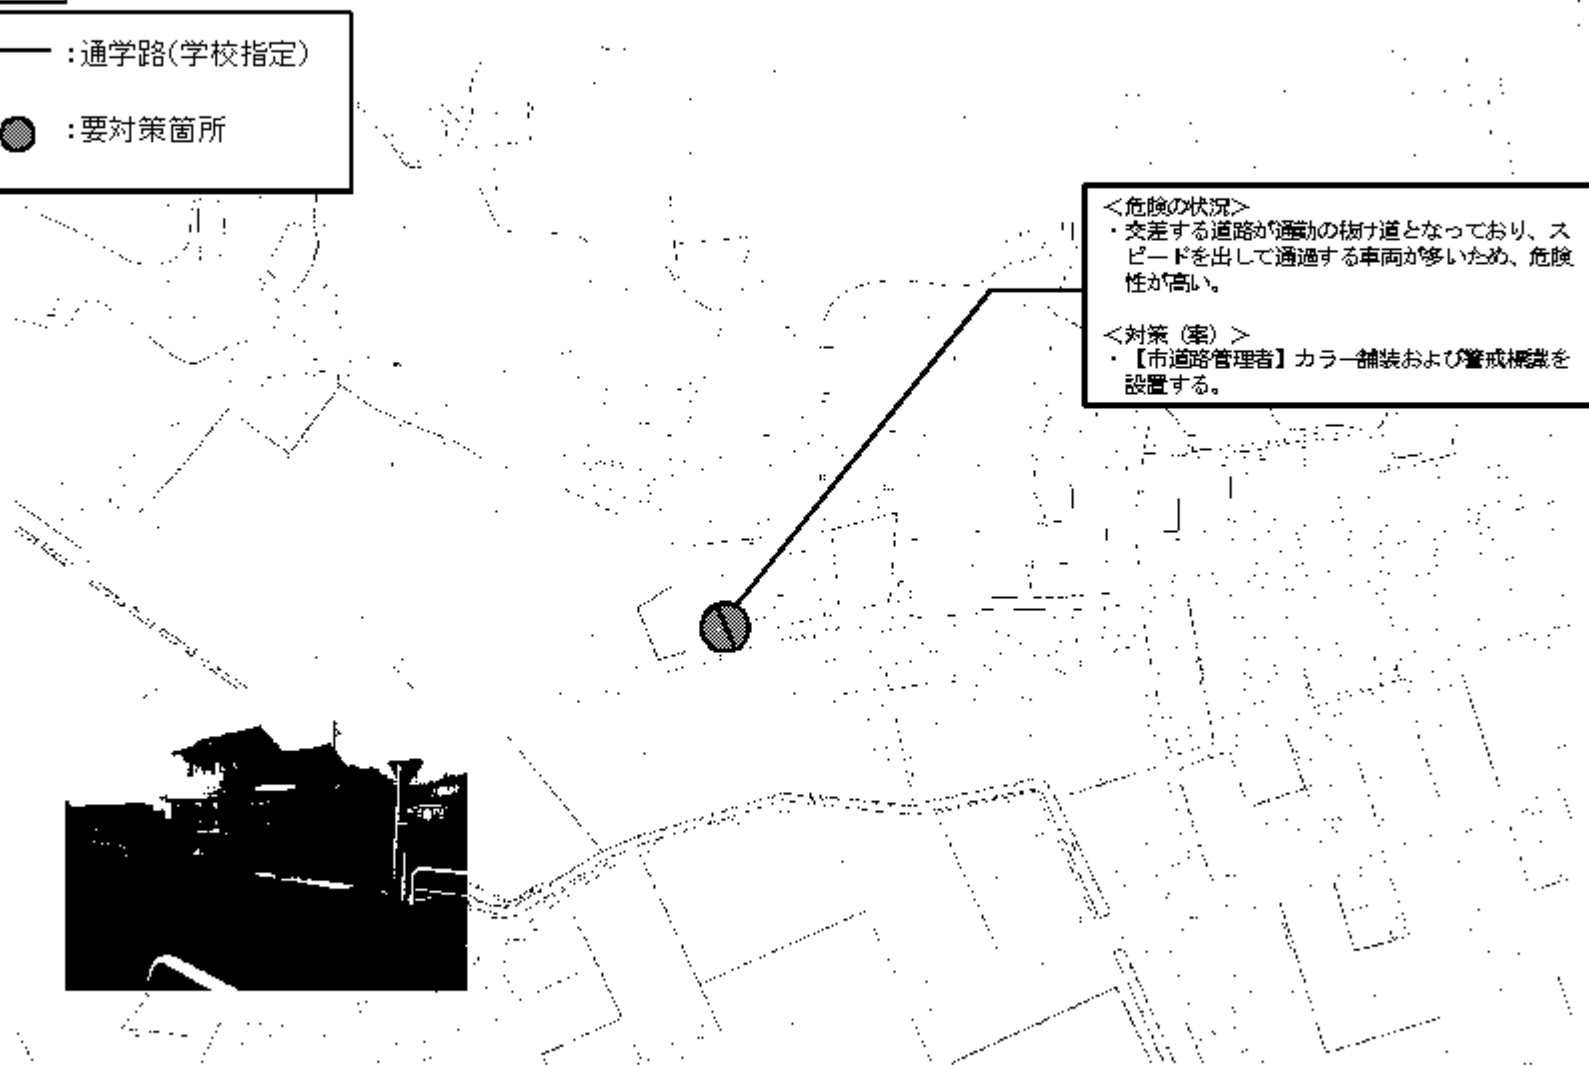 :通学路(学校指定)
:要対策箇所
＜危険の状況＞
・交差する道路が通勤の抜け道となっており、ス
ピードを出して通過する車両が多いため、危険
性が高い。
＜対策（案）＞
・【市道路管理者】カラー舗装および警戒標識を
設置する。